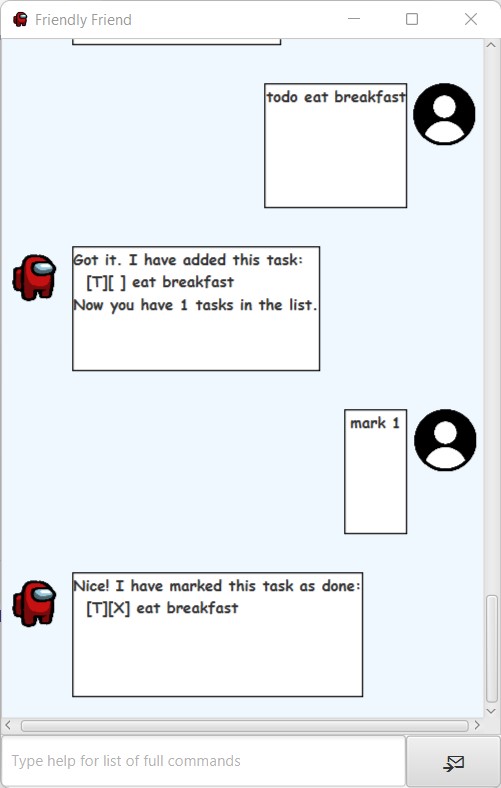 Friendly Friend
todo eat breakfast
Got it. I have added this task:
[T][ ] eat breakfast
Now you have 1 tasks in the list.
mark 1
Nice! I have marked this task as done:
[T][X] eat breakfast
Type help for list of full commands